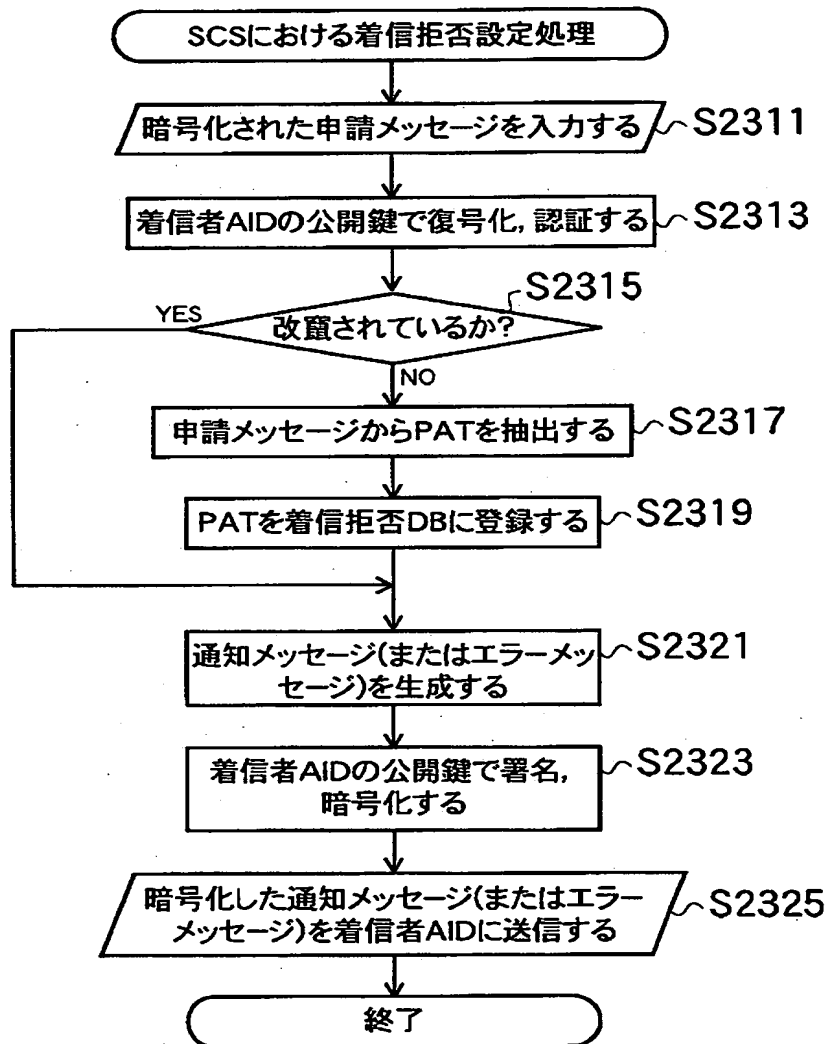 SCSにおける着信拒否設定処理
暗号化された申請メッセージを入力する
S2311
着信者AIDの公開鍵で復号化, 認証する
S2313
S2315
YES
改竄されているか?
NO
申請メッセージからPATを抽出する
S2317
PATを着信拒否DBに登録する
S2319
通知メッセージ(またはエラーメッ
セージ)を生成する
S2321
着信者AIDの公開鍵で署名,
暗号化する
S2323
暗号化した通知メッセージ(またはエラー
メッセージ)を着信者AIDに送信する
S2325
終了